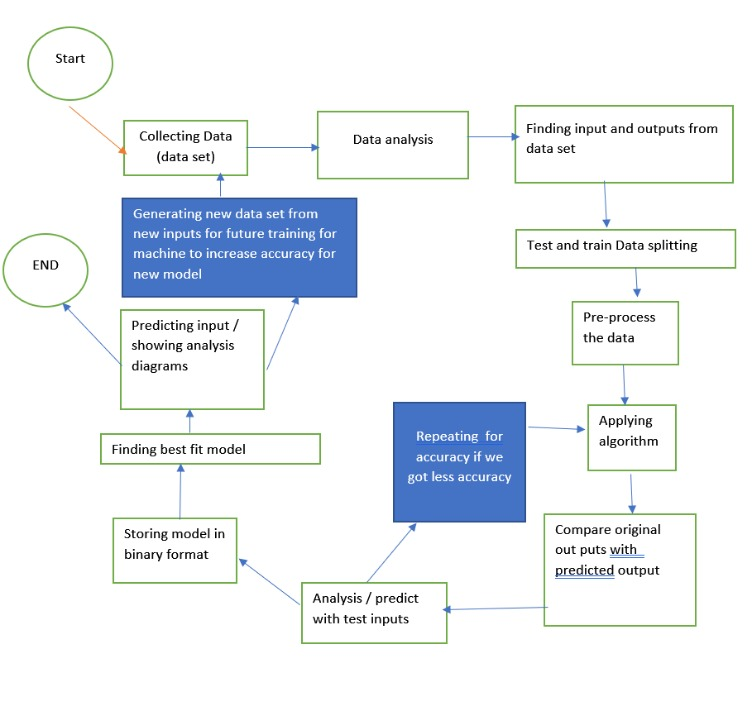 Start
Collecting Data
(data set)
Data analysis
Finding input and outputs from
data set
Generating new data set from
new inputs for future training for
machine to increase accuracy for
new model
Test and train Data splitting
END
Pre-process
the data
Predicting input /
showing analysis
diagrams
Applying
algorithm
Repeating for
accuracy if we
got less accuracy
Finding best fit model
Compare original
out puts with
predicted output
Storing model in
binary format
Analysis / predict
with test inputs